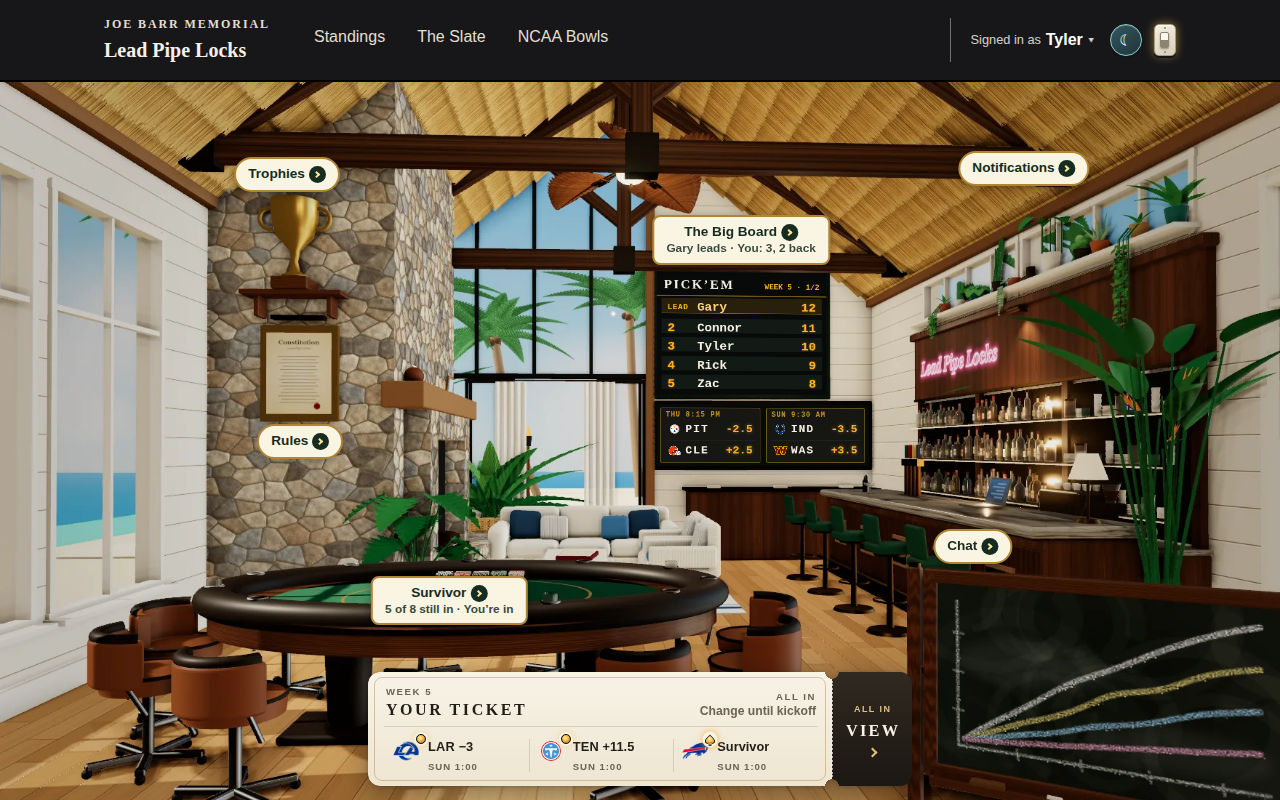 JOE BARR MEMORIAL
Lead Pipe Locks
Standings
The Slate
NCAA Bowls
Signed in as Tyler
Trophies
Notifications
The Big Board
Gary leads · You: 3, 2 back
PICK'EM
WEEK 5 · 1/2
LEAD Gary 12
2 Connor 11
3 Tyler 10
4 Rick 9
5 Zac 8
THU 8:15 PM
PIT -2.5
CLE +2.5
SUN 9:30 AM
IND -3.5
WAS +3.5
Constitution
Rules
Lead Pipe Locks
Chat
Survivor
5 of 8 still in · You're in
WEEK 5
YOUR TICKET
ALL IN
Change until kickoff
LAR −3
SUN 1:00
TEN +11.5
SUN 1:00
Survivor
SUN 1:00
ALL IN
VIEW